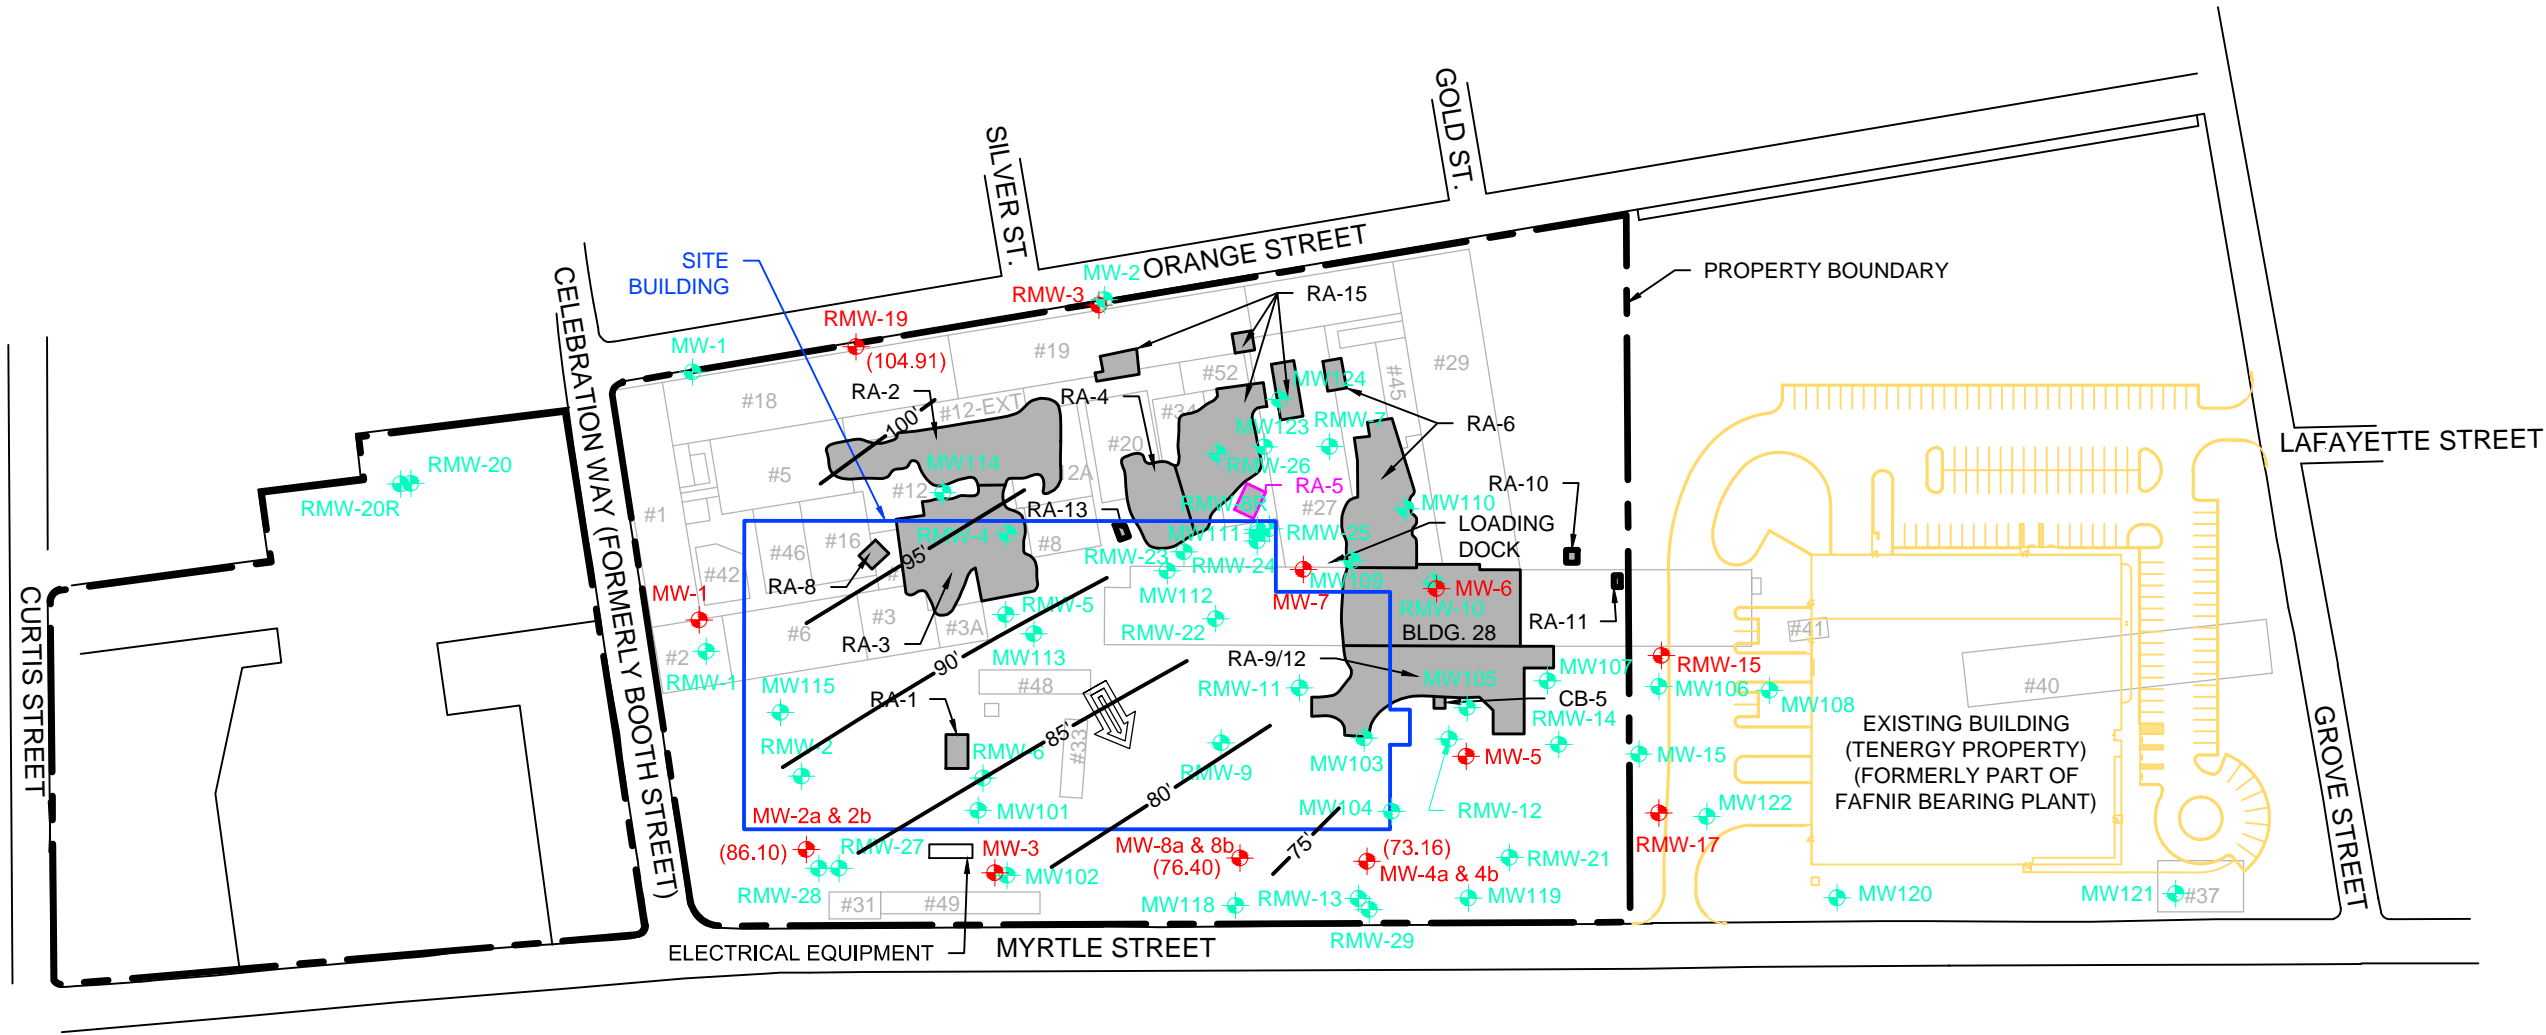 GOLD ST.
SILVER ST.
ORANGE STREET
SITE
BUILDING
MW-2
RMW-3
PROPERTY BOUNDARY
RA-15
RMW-19
(104.91)
MW-1
#19
#29
#52
#45
MW124
RA-2
RA-4
#12-EXT
#34
#18
100'
RMW-7
RA-6
MW123
LAFAYETTE STREET
CELEBRATION WAY (FORMERLY BOOTH STREET)
#20
RMW-26
RMW-20
RMW-20R
#5
MW114
#12
12A
RA-5
RA-10
RMW-8R
#27
MW110
#1
RA-13
LOADING
DOCK
#46
#16
RMW-4
#8
MW111
RMW-25
95'
RMW-23
RMW-24
MW109
#42
RA-8
MW-1
MW-7
MW-6
RMW-10
MW112
RMW-5
#3
#3A
RMW-22
RA-11
BLDG. 28
#6
#41
CURTIS STREET
RA-3
#2
MW113
90'
RA-9/12
RMW-15
RMW-1
MW115
#48
RMW-11
MW105
MW107
MW106
MW108
#40
RA-1
CB-5
RMW-14
EXISTING BUILDING
(TENERGY PROPERTY)
(FORMERLY PART OF
FAFNIR BEARING PLANT)
85'
#33
RMW-2
RMW-6
RMW-9
MW103
MW-5
MW-15
80'
MW-2a & 2b
MW101
MW104
RMW-12
MW122
RMW-17
GROVE STREET
(86.10)
RMW-27
MW-3
MW-8a & 8b
(76.40)
75'
(73.16)
MW-4a & 4b
RMW-21
RMW-28
MW102
#31
#49
MW118
RMW-13
MW119
MW120
MW121
#37
RMW-29
ELECTRICAL EQUIPMENT
MYRTLE STREET